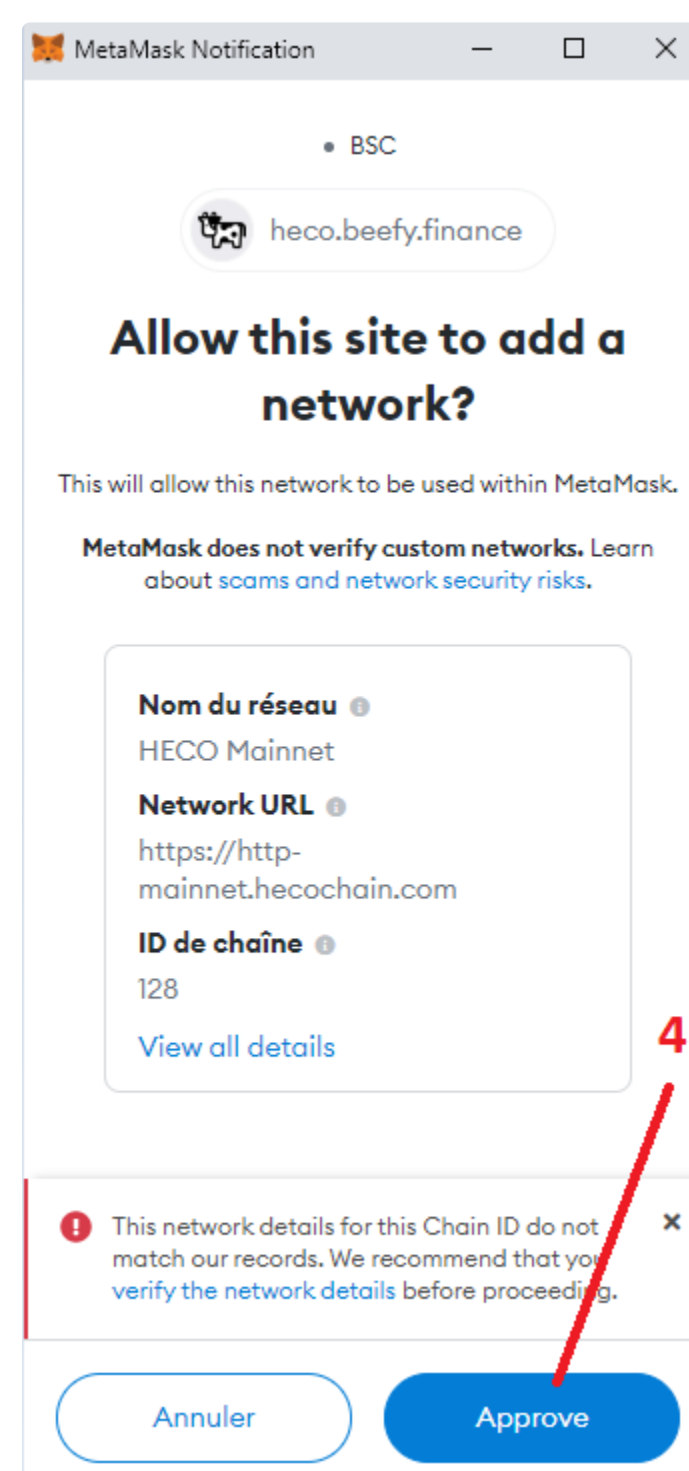 MetaMask Notification
BSC
heco.beefy.finance
Allow this site to add a
network?
This will allow this network to be used within MetaMask.
MetaMask does not verify custom networks. Learn
about scams and network security risks.
Nom du réseau
HECO Mainnet
Network URL
https://http-
mainnet.hecochain.com
ID de chaîne
128
View all details
4
This network details for this Chain ID do not
match our records. We recommend that you
verify the network details before proceeding.
Annuler
Approve